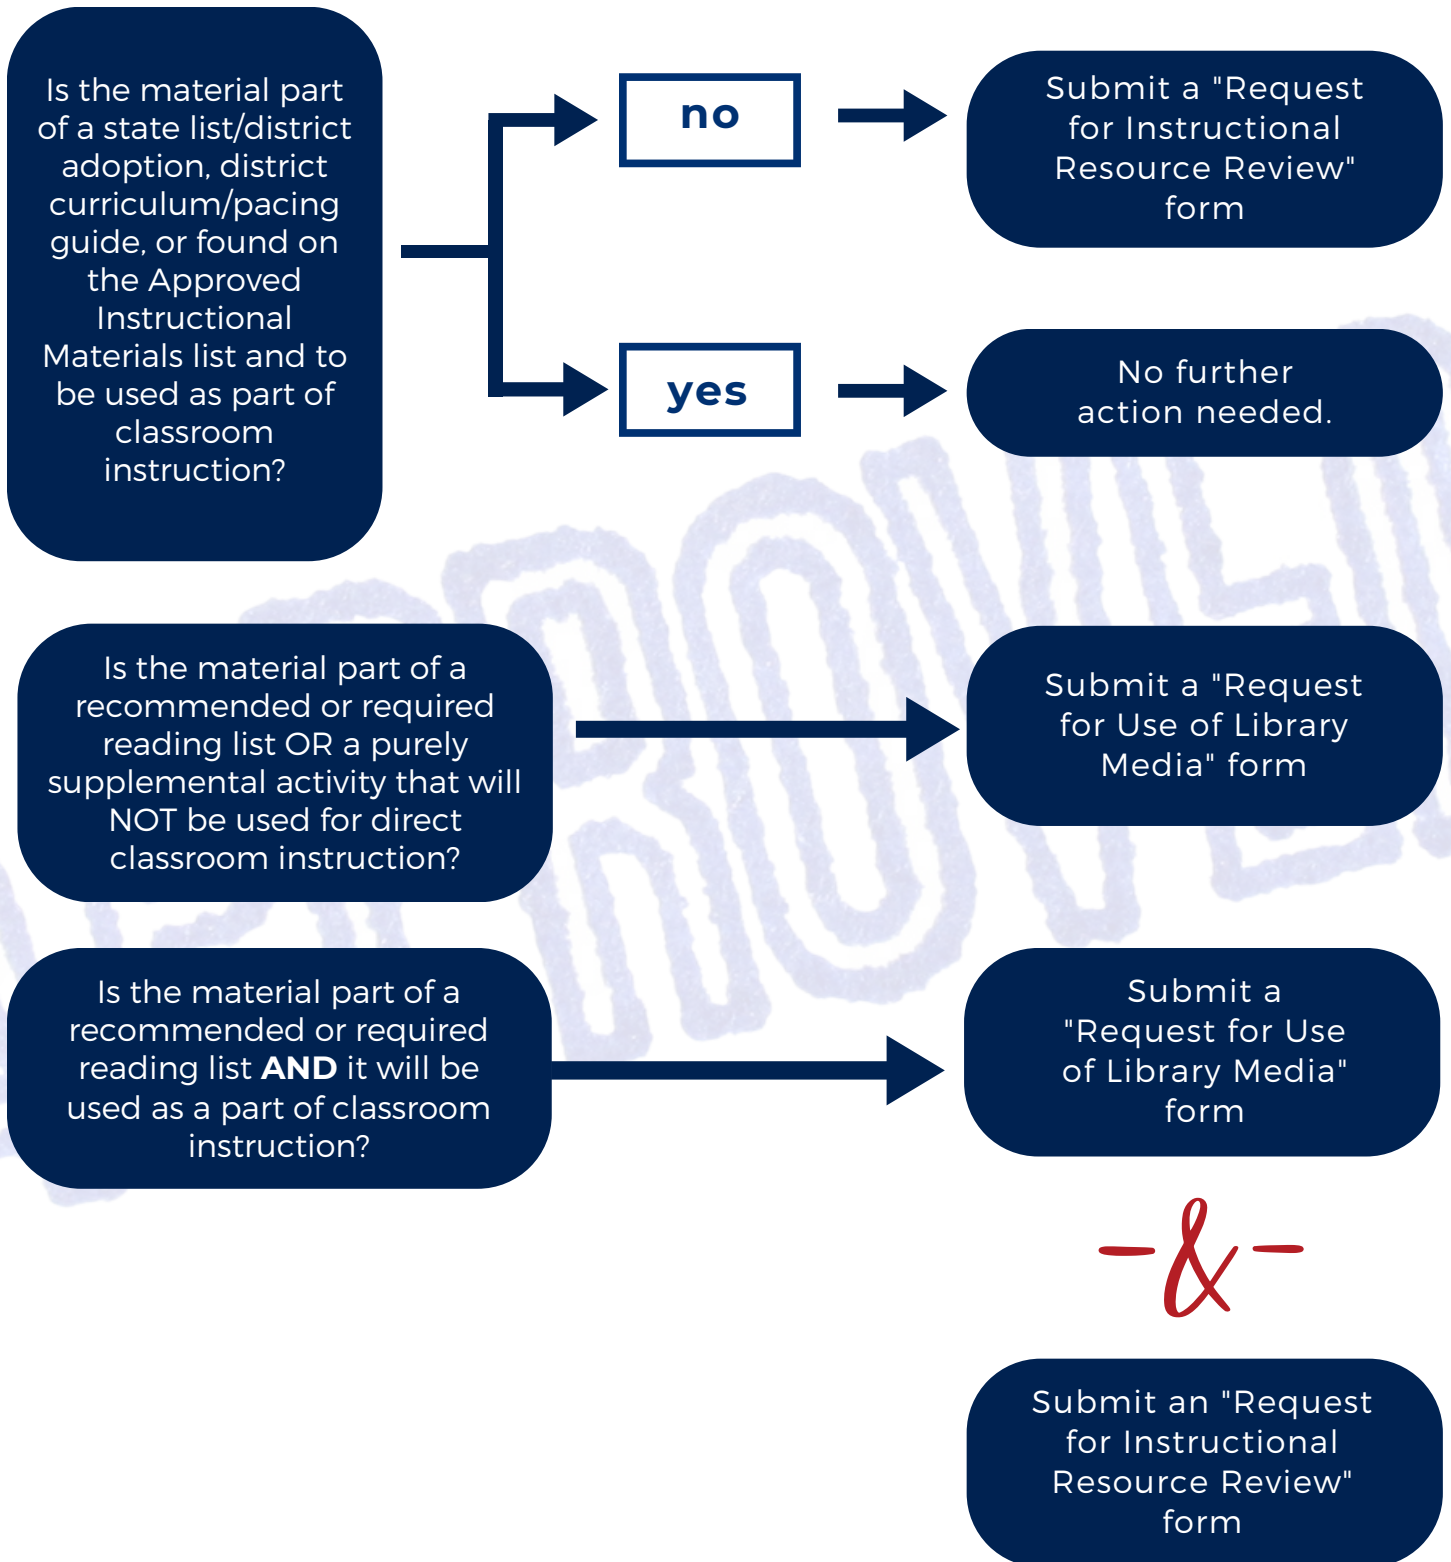 Is the material part
of a state list/district
adoption, district
curriculum/pacing
guide, or found on
the Approved
Instructional
Materials list and to
be used as part of
classroom
instruction?
no
Submit a "Request
for Instructional
Resource Review"
form
yes
No further
action needed.
Is the material part of a
recommended or required
reading list OR a purely
supplemental activity that will
NOT be used for direct
classroom instruction?
Submit a "Request
for Use of Library
Media" form
Is the material part of a
recommended or required
reading list AND it will be
used as a part of classroom
instruction?
Submit a
"Request for Use
of Library Media"
form
-&-
Submit an "Request
for Instructional
Resource Review"
form